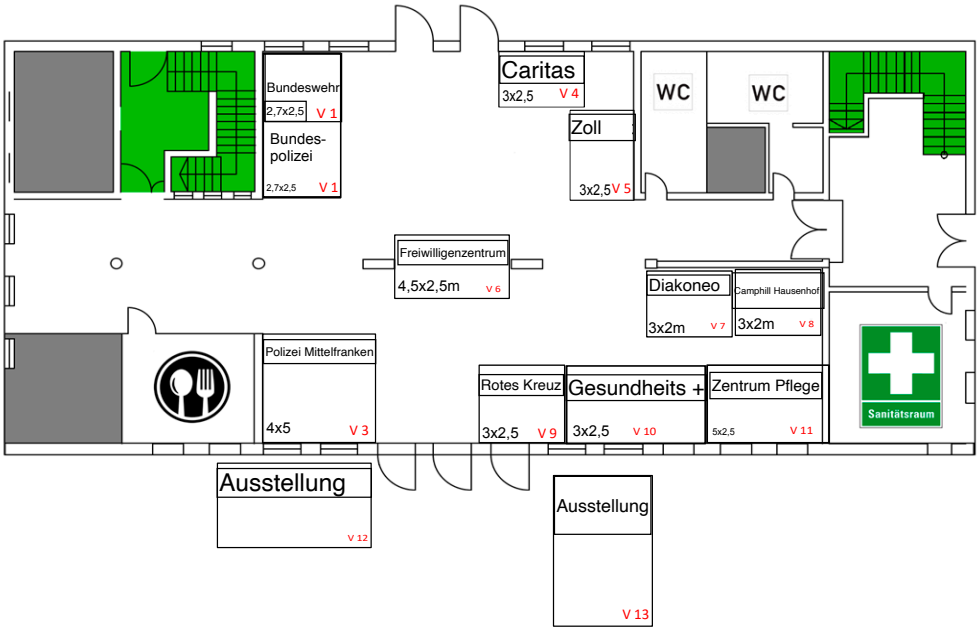 Caritas
3x2,5 V 4
Bundeswehr
2,7x2,5 V 1
Bundes-
polizei
2,7x2,5 V 1
Zoll
3x2,5 V 5
WC
WC
Freiwilligenzentrum
4,5x2,5m V 6
Diakoneo
3x2m V 7
Camphill Hausenhof
3x2m V 8
Polizei Mittelfranken
4x5 V 3
Rotes Kreuz
3x2,5 V 9
Gesundheits +
3x2,5 V 10
Zentrum Pflege
5x2,5 V 11
Sanitätsraum
Ausstellung
V 12
Ausstellung
V 13